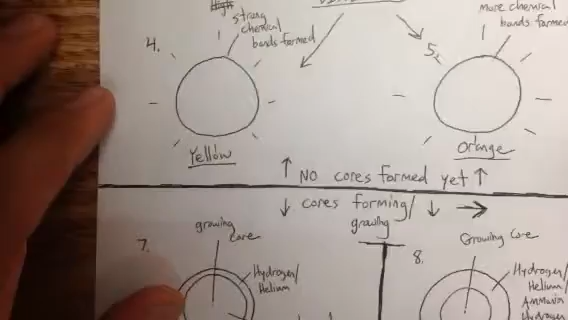 strong
chemical
bonds formed
more chemical
bonds formed
4.
5.
Yellow
Orange
↑ No cores formed yet ↑
↓ cores forming/ ↓ →
growing
growing
core
Growing Core
7.
8.
Hydrogen/
Helium
Hydrogen/
Helium/
Ammonia
Hydrogen